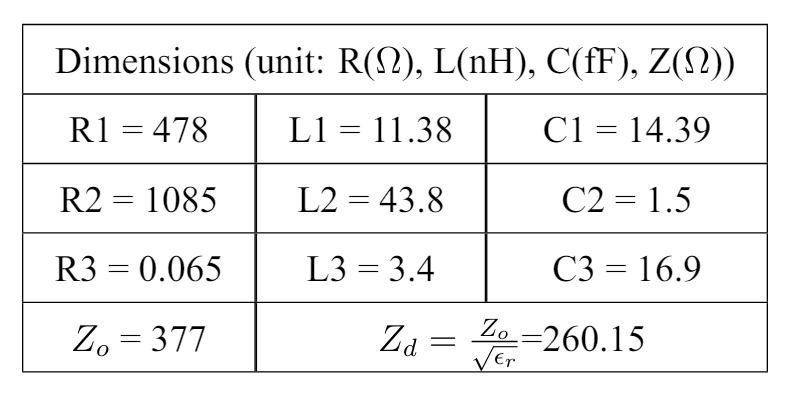 Dimensions (unit: R(Ω), L(nH), C(fF), Z(Ω))
R1 = 478 L1 = 11.38 C1 = 14.39
R2 = 1085 L2 = 43.8 C2 = 1.5
R3 = 0.065 L3 = 3.4 C3 = 16.9
Z_o = 377 Z_d = \frac{Z_o}{\sqrt{\epsilon_r}}=260.15